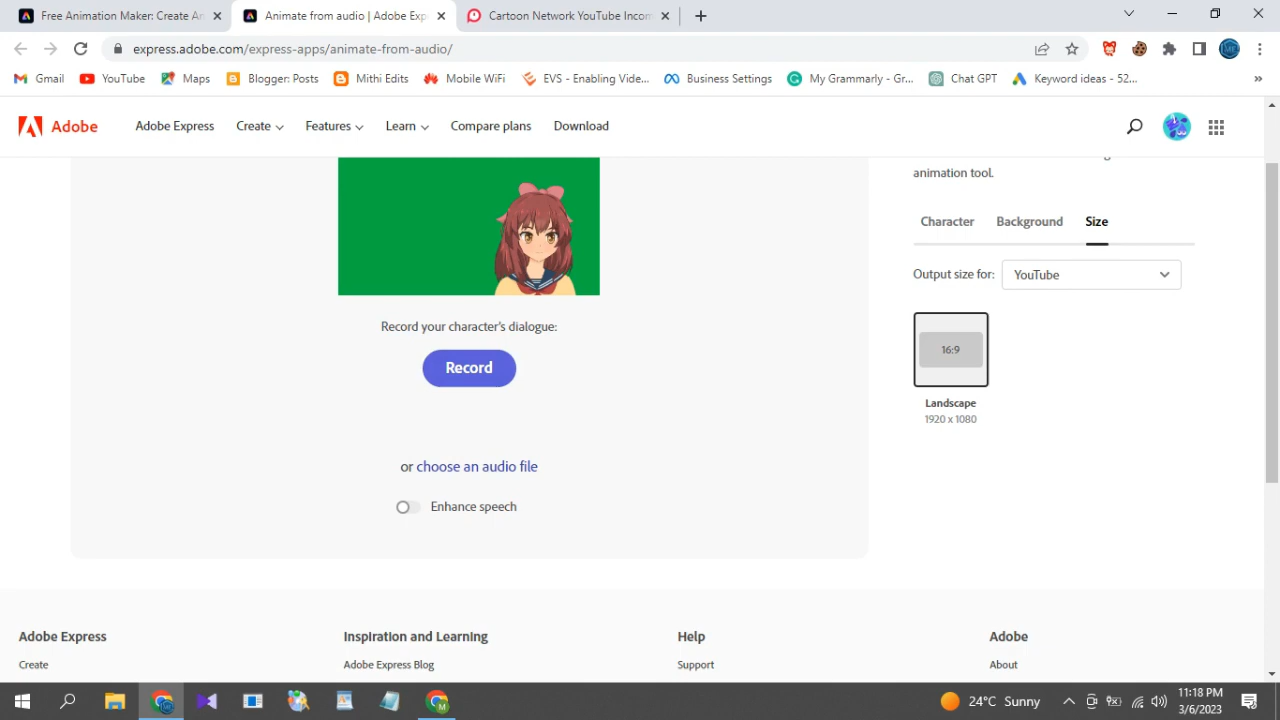 Free Animation Maker: Create An
Animate from audio | Adobe Exp
Cartoon Network YouTube Incom
express.adobe.com/express-apps/animate-from-audio/
Gmail
YouTube
Maps
Blogger: Posts
Mithi Edits
Mobile WiFi
EVS - Enabling Vide...
Business Settings
My Grammarly - Gr...
Chat GPT
Keyword ideas - 52...
»
Adobe
Adobe Express
Create
Features
Learn
Compare plans
Download
animation tool.
Character
Background
Size
Output size for:
YouTube
16:9
Landscape
1920 x 1080
Record your character's dialogue:
Record
or choose an audio file
Enhance speech
Adobe Express
Inspiration and Learning
Help
Adobe
Create
Adobe Express Blog
Support
About
24°C Sunny
11:18 PM
3/6/2023